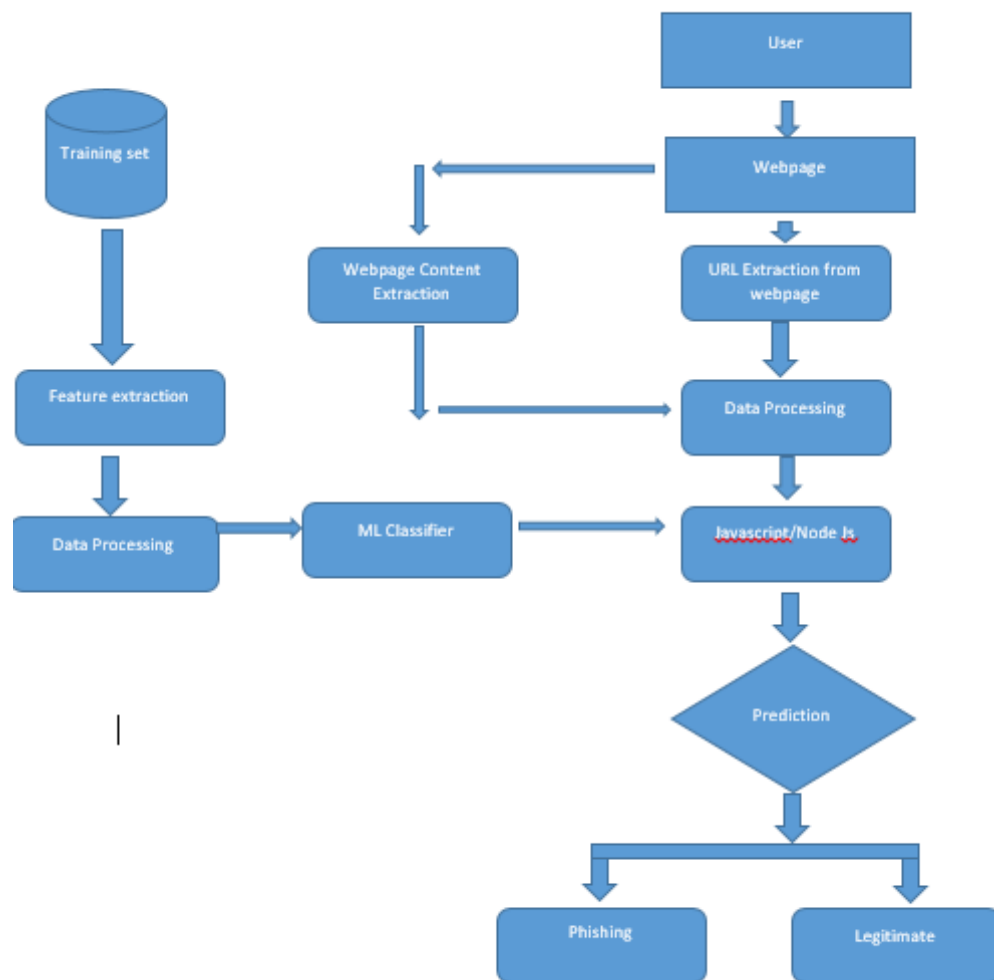 User
Training set
Webpage
Webpage Content
Extraction
URL Extraction from
webpage
Feature extraction
Data Processing
Data Processing
ML Classifier
Javascript/Node Js
Prediction
Phishing
Legitimate